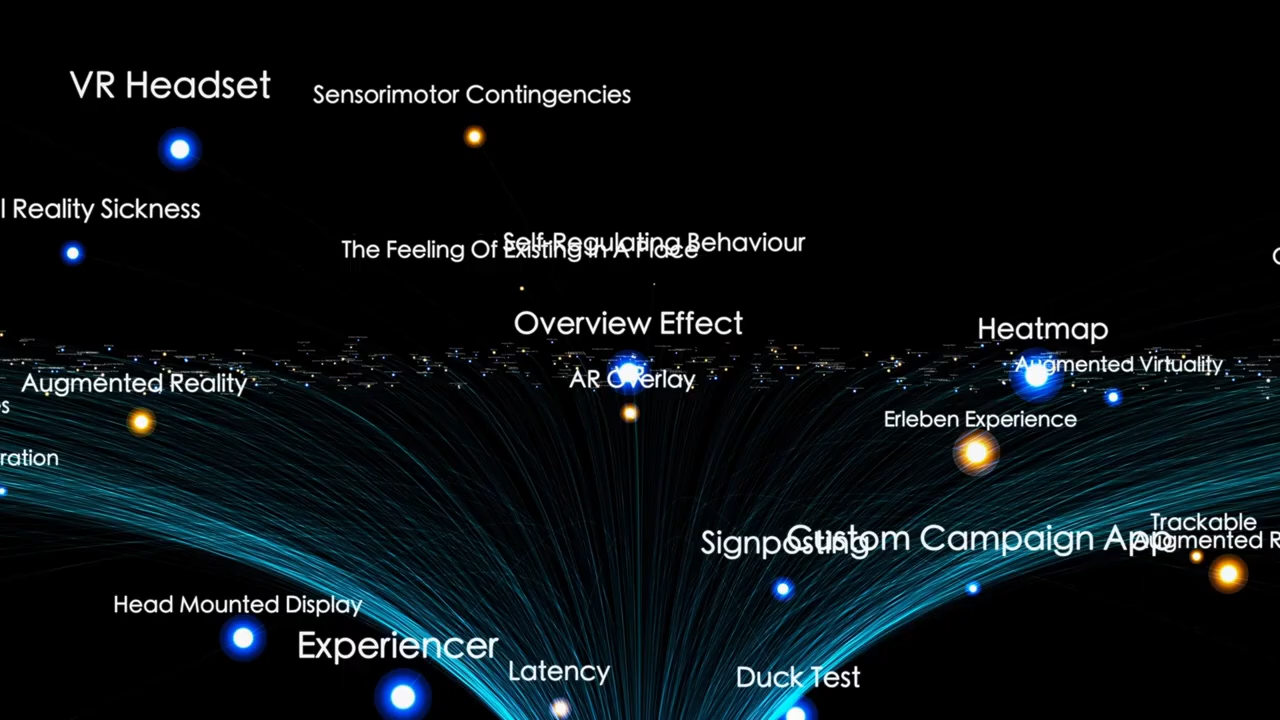 VR Headset
Sensorimotor Contingencies
l Reality Sickness
Self-Regulating Behaviour
The Feeling Of Existing In A Place
Overview Effect
Heatmap
Augmented Virtuality
AR Overlay
Augmented Reality
s
Erleben Experience
ration
Trackable
Custom Campaign App
Signposting
Augmented R
Head Mounted Display
Experiencer
Latency
Duck Test